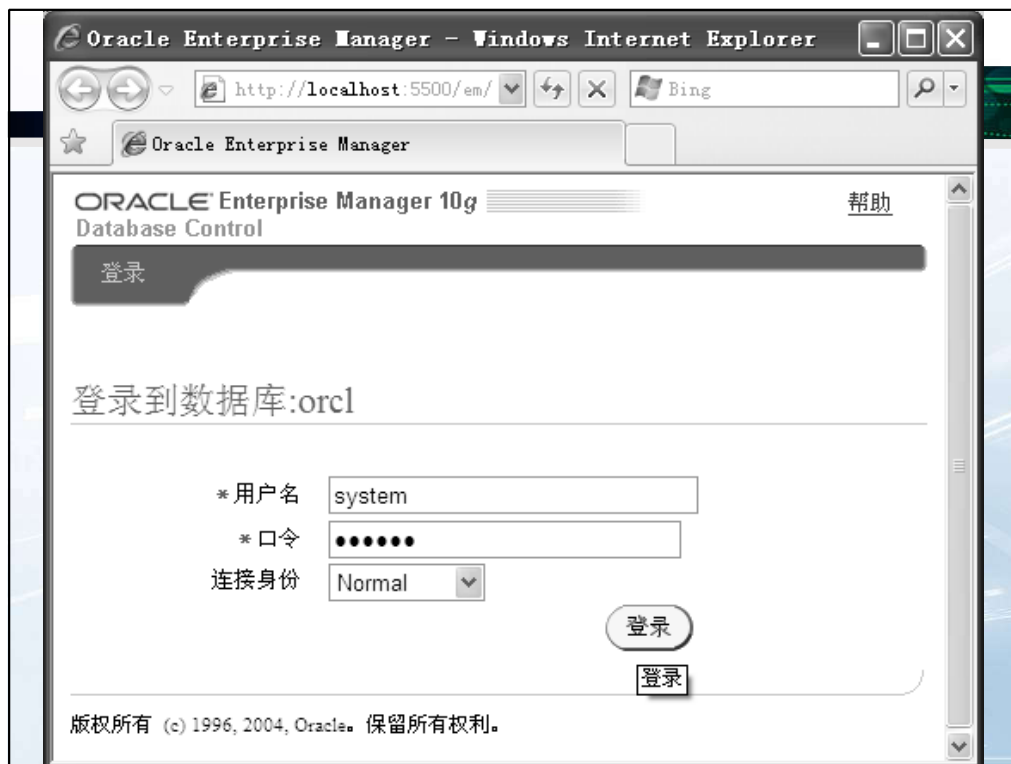 Oracle Enterprise Manager - Windows Internet Explorer
http://localhost:5500/em/ Bing
Oracle Enterprise Manager
ORACLE Enterprise Manager 10g 帮助
Database Control
登录
登录到数据库:orcl
*用户名 system
*口令 ••••••
连接身份 Normal
登录
登录
版权所有 (c) 1996, 2004, Oracle。保留所有权利。